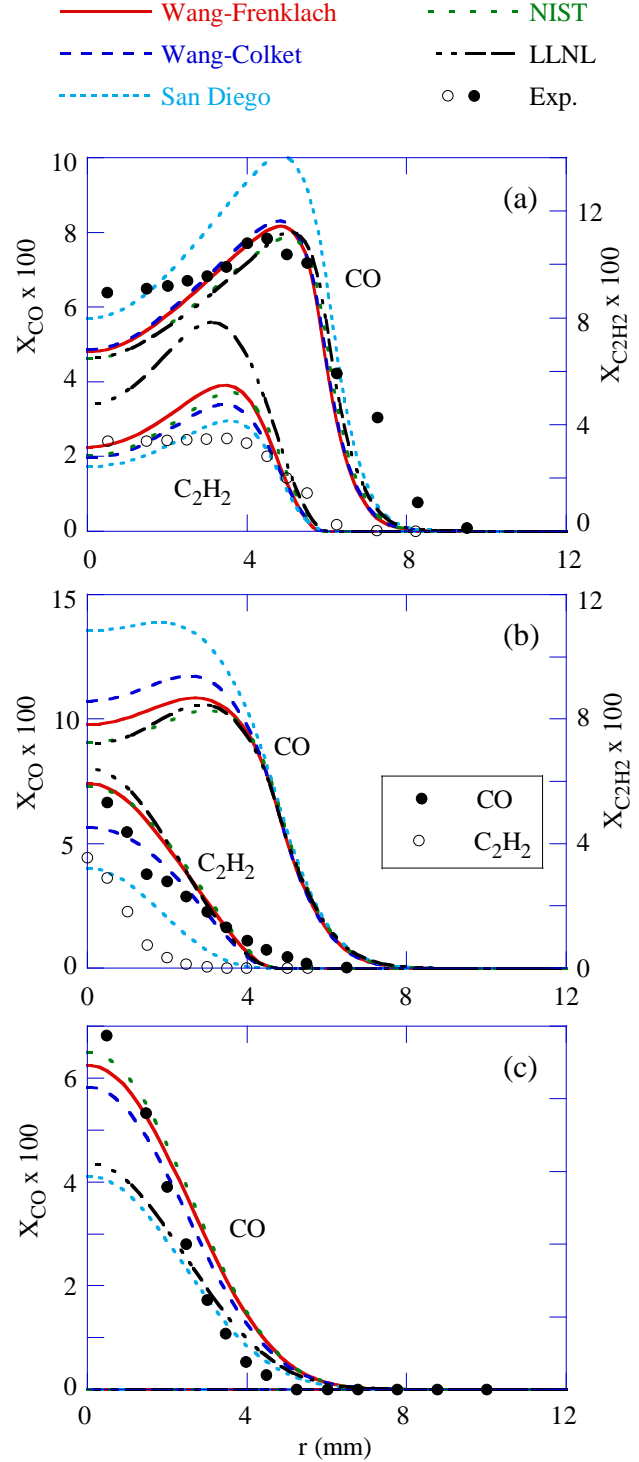 Wang-Frenklach
NIST
Wang-Colket
LLNL
San Diego
Exp.
(a)
10
8
6
4
2
0
X_CO x 100
12
8
4
0
X_C2H2 x 100
CO
C2H2
0
4
8
12
(b)
15
10
5
0
X_CO x 100
12
8
4
0
X_C2H2 x 100
CO
C2H2
CO
C2H2
0
4
8
12
(c)
6
4
2
0
X_CO x 100
CO
0
4
8
12
r (mm)